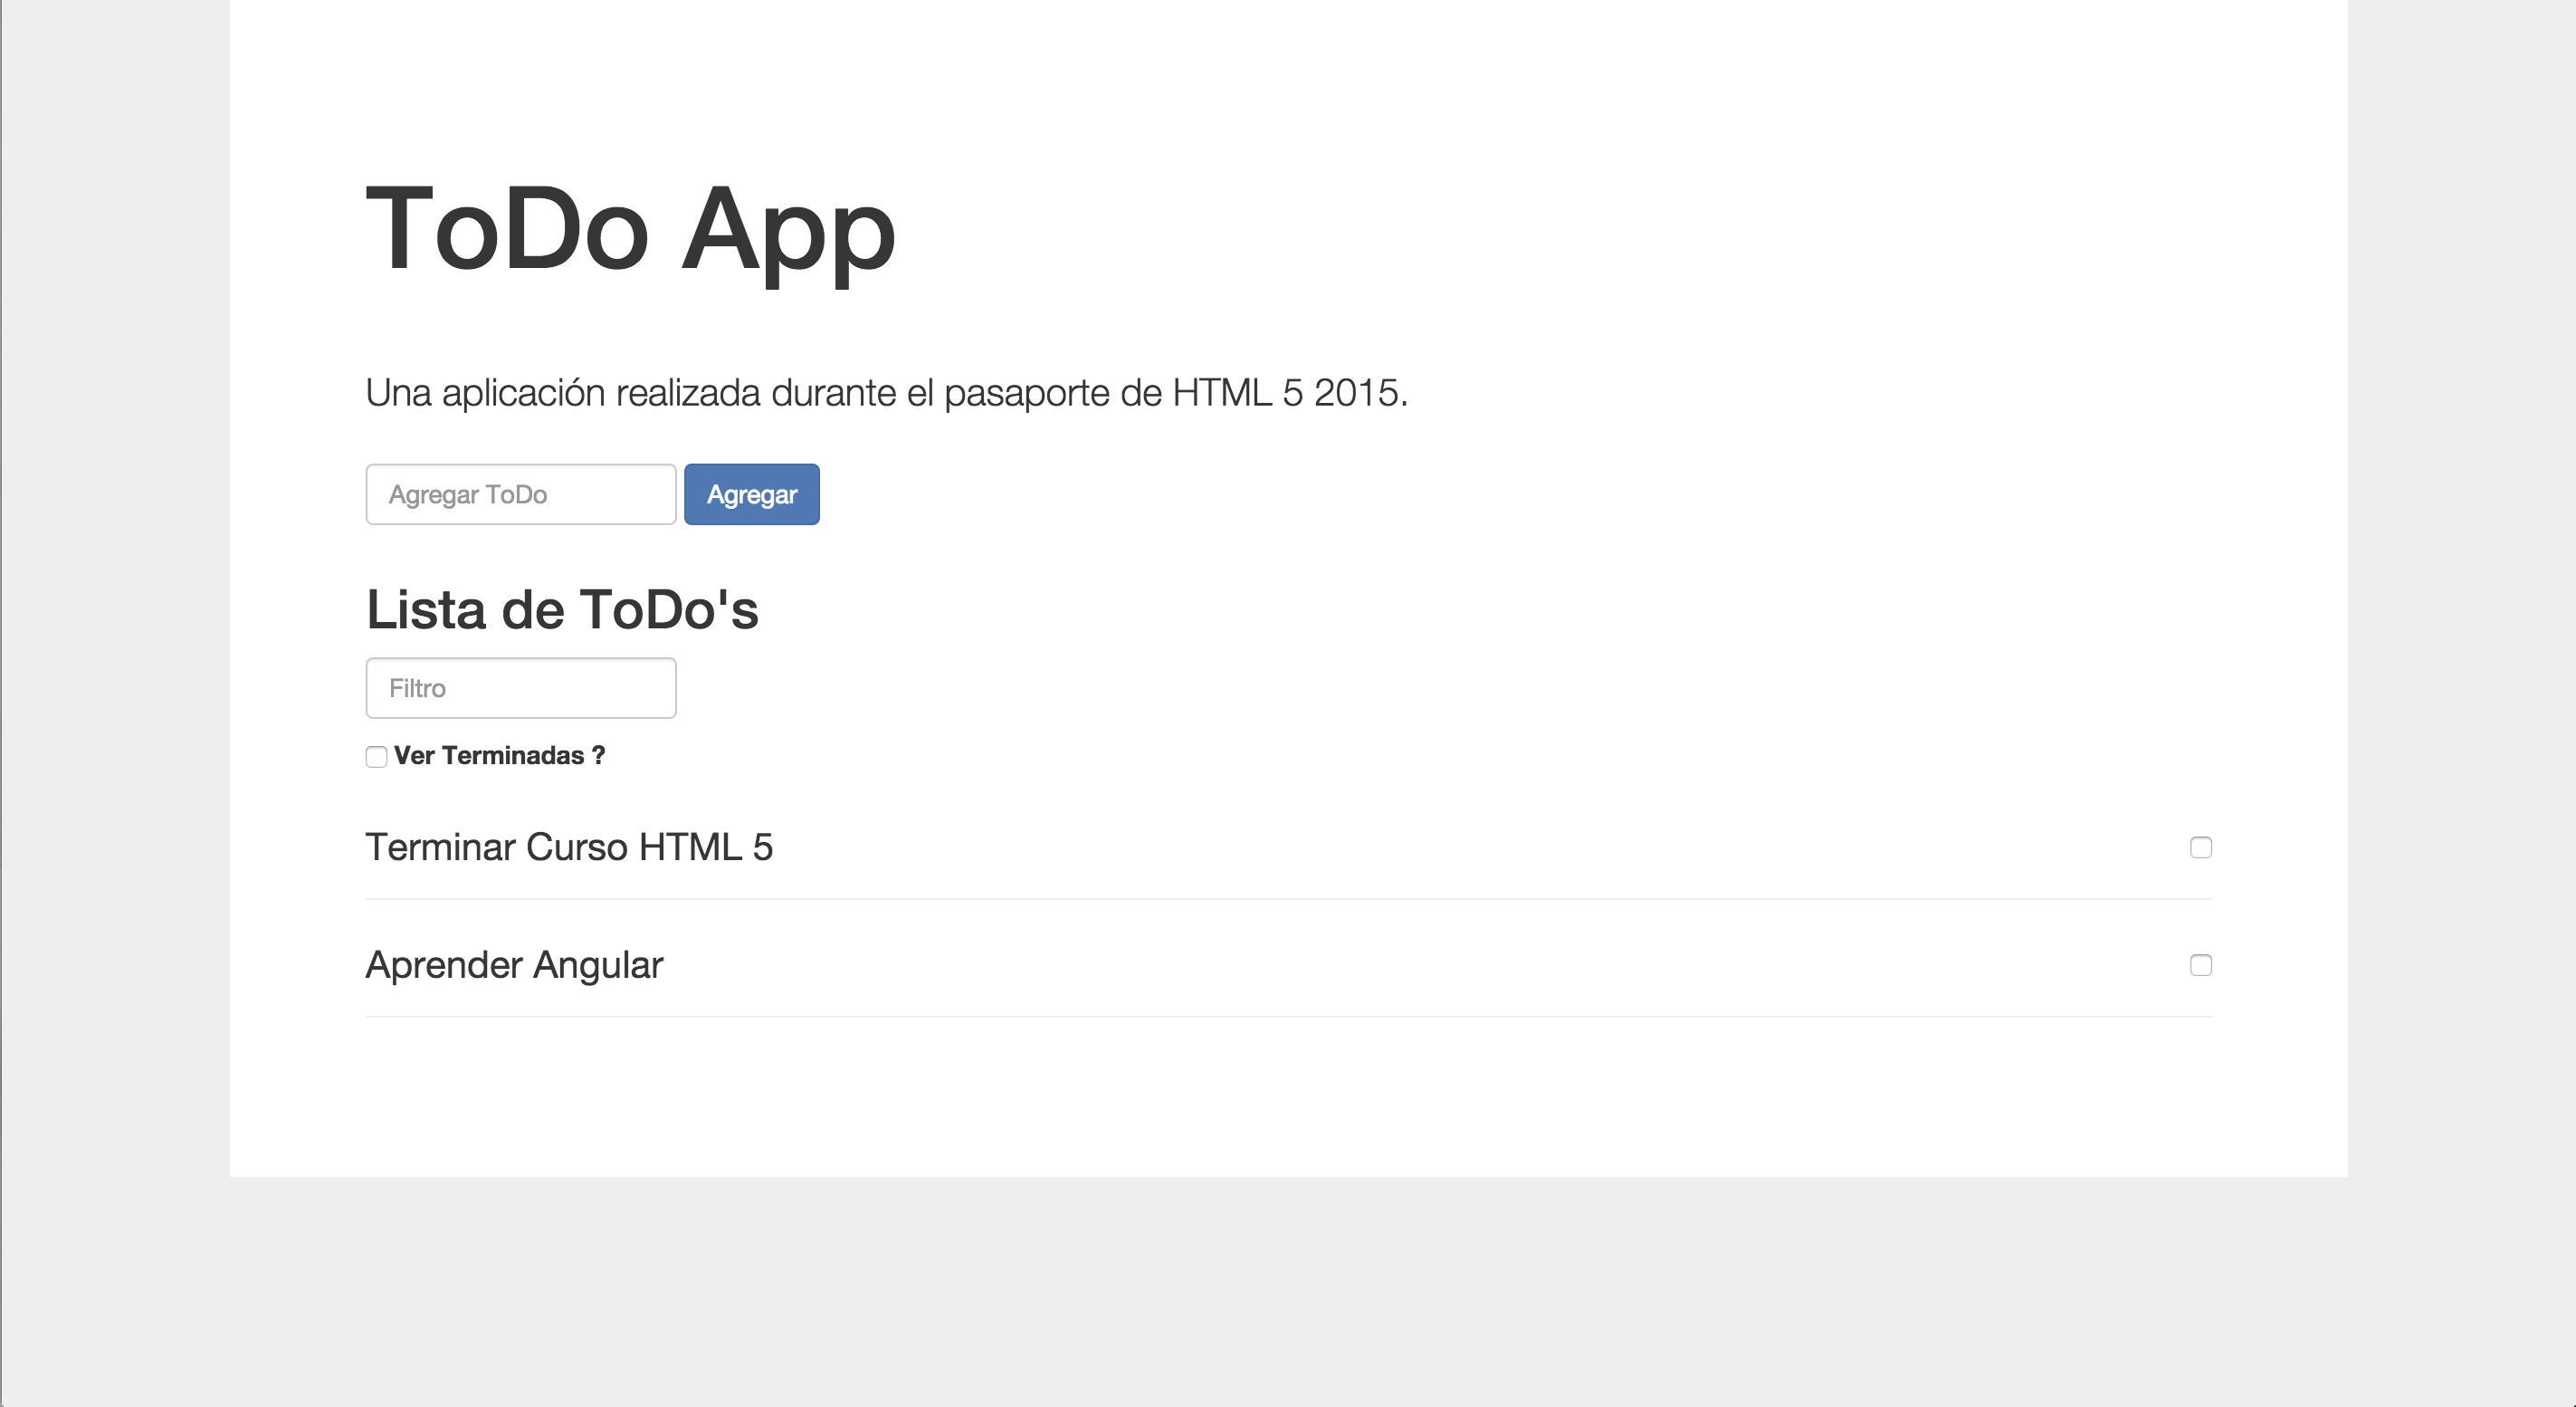 ToDo App
Una aplicación realizada durante el pasaporte de HTML 5 2015.
Agregar ToDo Agregar
Lista de ToDo's
Filtro
Ver Terminadas ?
Terminar Curso HTML 5
Aprender Angular